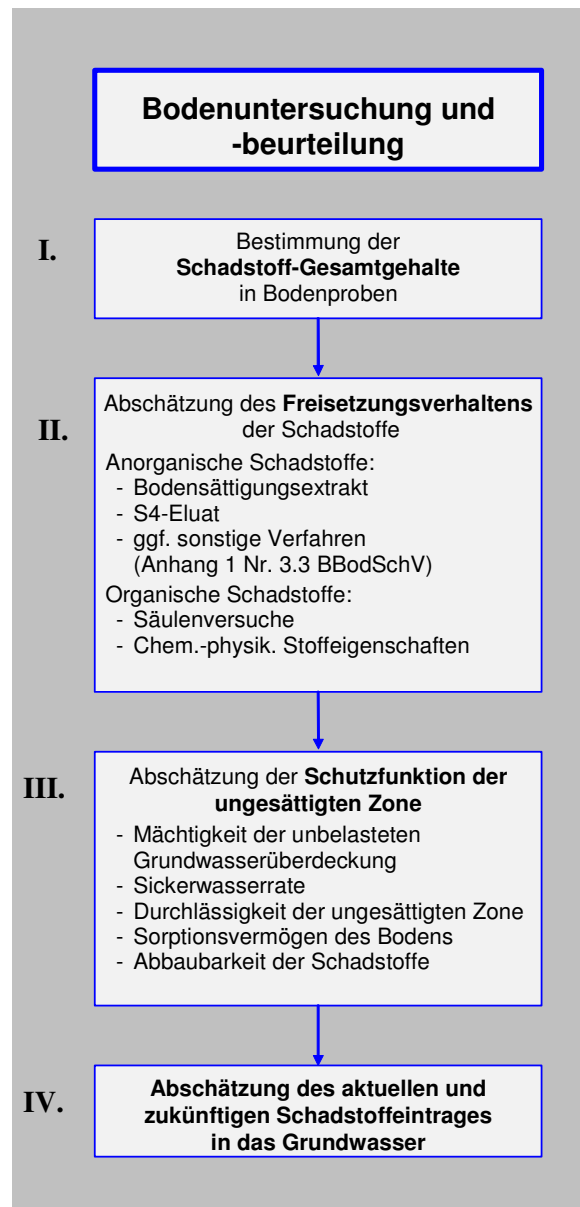 Bodenuntersuchung und
-beurteilung
I.
Bestimmung der
Schadstoff-Gesamtgehalte
in Bodenproben
II.
Abschätzung des Freisetzungsverhaltens
der Schadstoffe
Anorganische Schadstoffe:
- Bodensättigungsextrakt
- S4-Eluat
- ggf. sonstige Verfahren
(Anhang 1 Nr. 3.3 BBodSchV)
Organische Schadstoffe:
- Säulenversuche
- Chem.-physik. Stoffeigenschaften
III.
Abschätzung der Schutzfunktion der
ungesättigten Zone
- Mächtigkeit der unbelasteten
Grundwasserüberdeckung
- Sickerwasserrate
- Durchlässigkeit der ungesättigten Zone
- Sorptionsvermögen des Bodens
- Abbaubarkeit der Schadstoffe
IV.
Abschätzung des aktuellen und
zukünftigen Schadstoffeintrages
in das Grundwasser